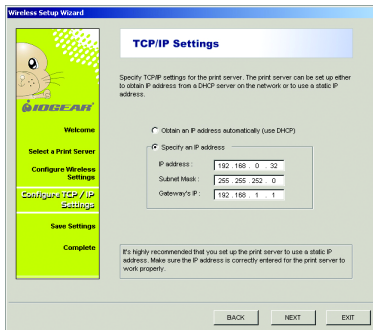 Wireless Setup Wizard
TCP/IP Settings
Specify TCP/IP settings for the print server. The print server can be set up either
to obtain IP address from a DHCP server on the network or to use a static IP
address.
IOGEAR
Welcome
Select a Print Server
Configure Wireless
Settings
Configure TCP / IP
Settings
Save Settings
Complete
Obtain an IP address automatically (use DHCP)
Specify an IP address
IP address : 192 .168 . 0 . 32
Subnet Mask : 255 .255 .252 . 0
Gateway's IP : 192 .168 . 1 . 1
It's highly recommended that you set up the print server to use a static IP
address. Make sure the IP address is correctly entered for the print server to
work properly.
BACK NEXT EXIT